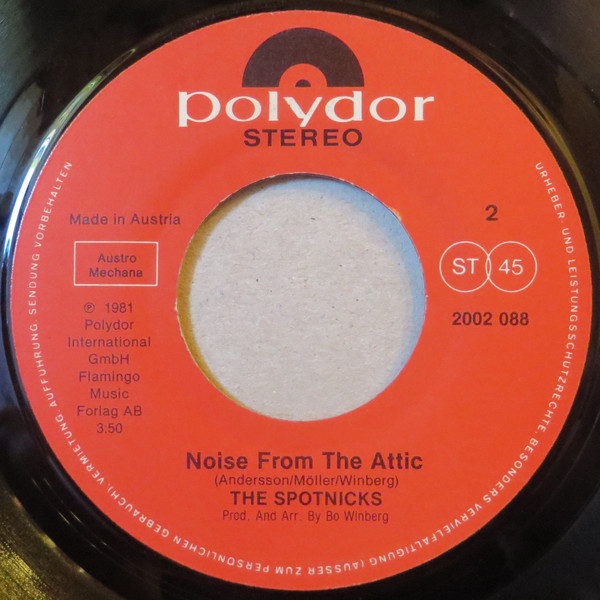 polydor
STEREO
Made in Austria
2
Austro
Mechana
ST 45
℗ 1981
Polydor
International
GmbH
Flamingo
Music
Forlag AB
3:50
2002 088
Noise From The Attic
(Andersson/Möller/Winberg)
THE SPOTNICKS
Prod. And Arr. By Bo Winberg
URHEBER- UND LEISTUNGSSCHUTZRECHTE, BESONDERS VERVIELFÄLTIGUNG (AUSSER ZUM PERSÖNLICHEN GEBRAUCH), VERMIETUNG, AUFFÜHRUNG, SENDUNG VORBEHALTEN